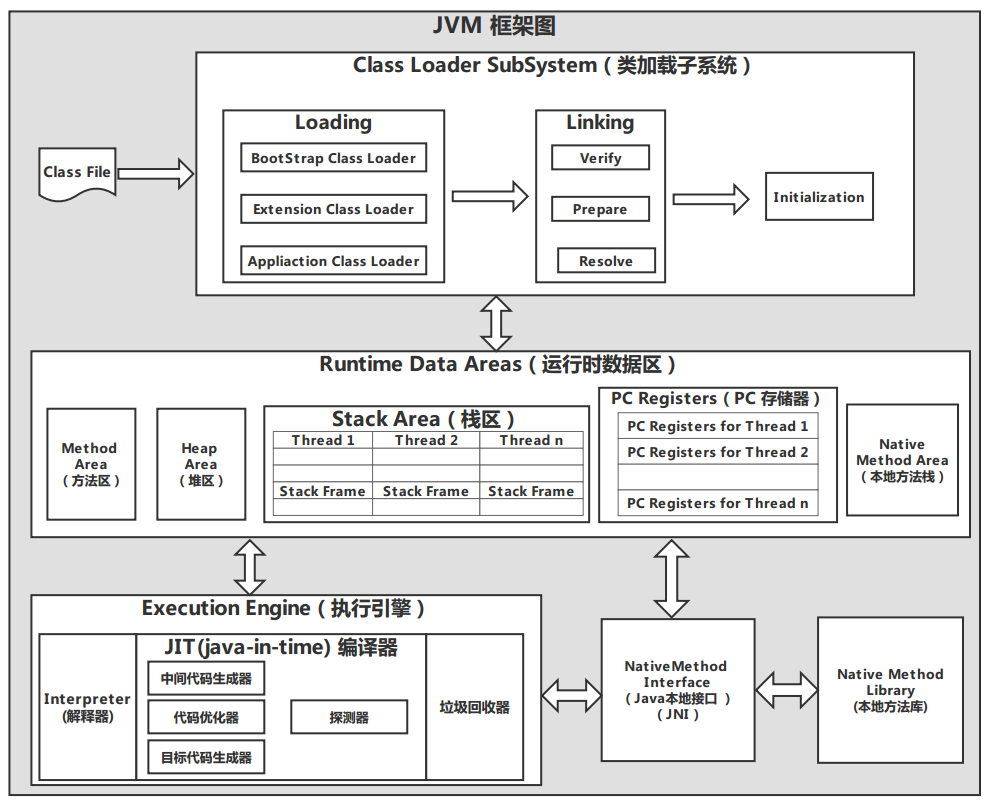 JVM 框架图
Class Loader SubSystem（类加载子系统）
Class File
Loading
BootStrap Class Loader
Extension Class Loader
Appliaction Class Loader
Linking
Verify
Prepare
Resolve
Initialization
Runtime Data Areas（运行时数据区）
Method
Area
（方法区）
Heap
Area
（堆区）
Stack Area（栈区）
Thread 1 Thread 2 Thread n
Stack Frame Stack Frame Stack Frame
PC Registers（PC 存储器）
PC Registers for Thread 1
PC Registers for Thread 2
PC Registers for Thread n
Native
Method Area
（本地方法栈）
Execution Engine（执行引擎）
Interpreter
(解释器)
JIT(java-in-time) 编译器
中间代码生成器
代码优化器
目标代码生成器
探测器
垃圾回收器
NativeMethod
Interface
（Java本地接口 ）
（JNI）
Native Method
Library
(本地方法库)